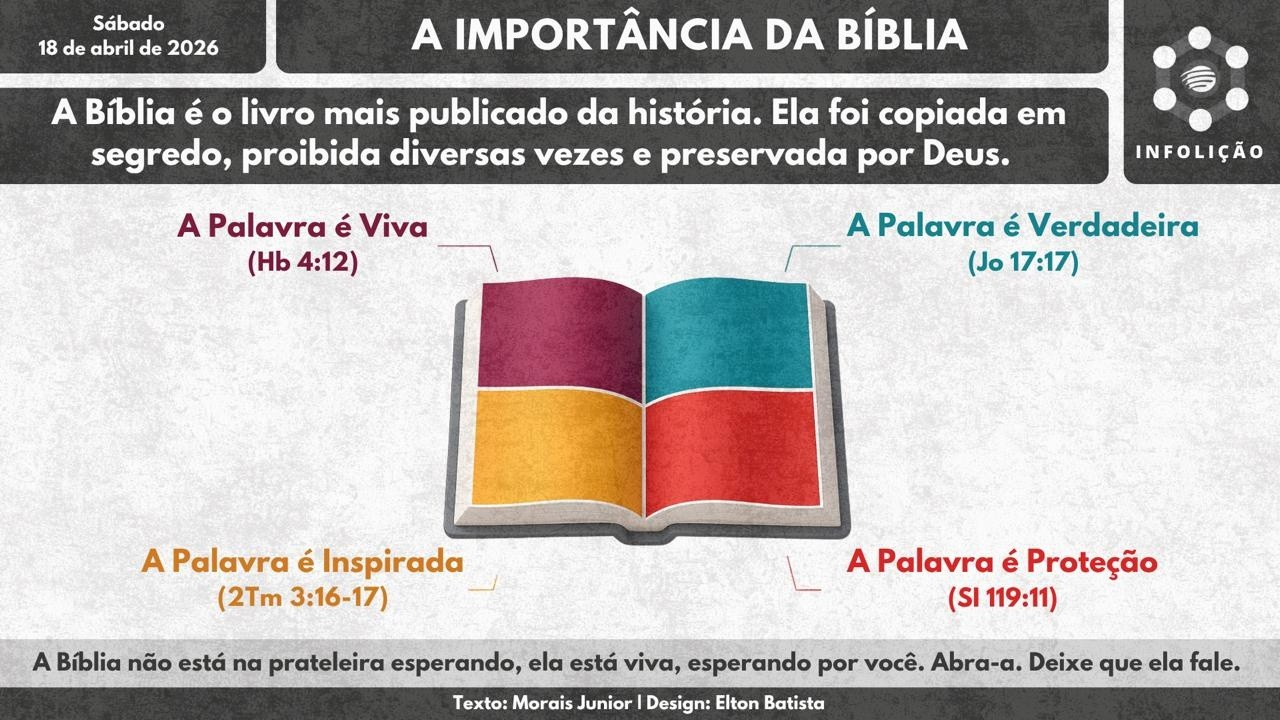 Sábado
18 de abril de 2026
A IMPORTÂNCIA DA BÍBLIA
INFOLIÇÃO
A Bíblia é o livro mais publicado da história. Ela foi copiada em
segredo, proibida diversas vezes e preservada por Deus.
A Palavra é Viva
(Hb 4:12)
A Palavra é Verdadeira
(Jo 17:17)
A Palavra é Inspirada
(2Tm 3:16-17)
A Palavra é Proteção
(Sl 119:11)
A Bíblia não está na prateleira esperando, ela está viva, esperando por você. Abra-a. Deixe que ela fale.
Texto: Morais Junior | Design: Elton Batista